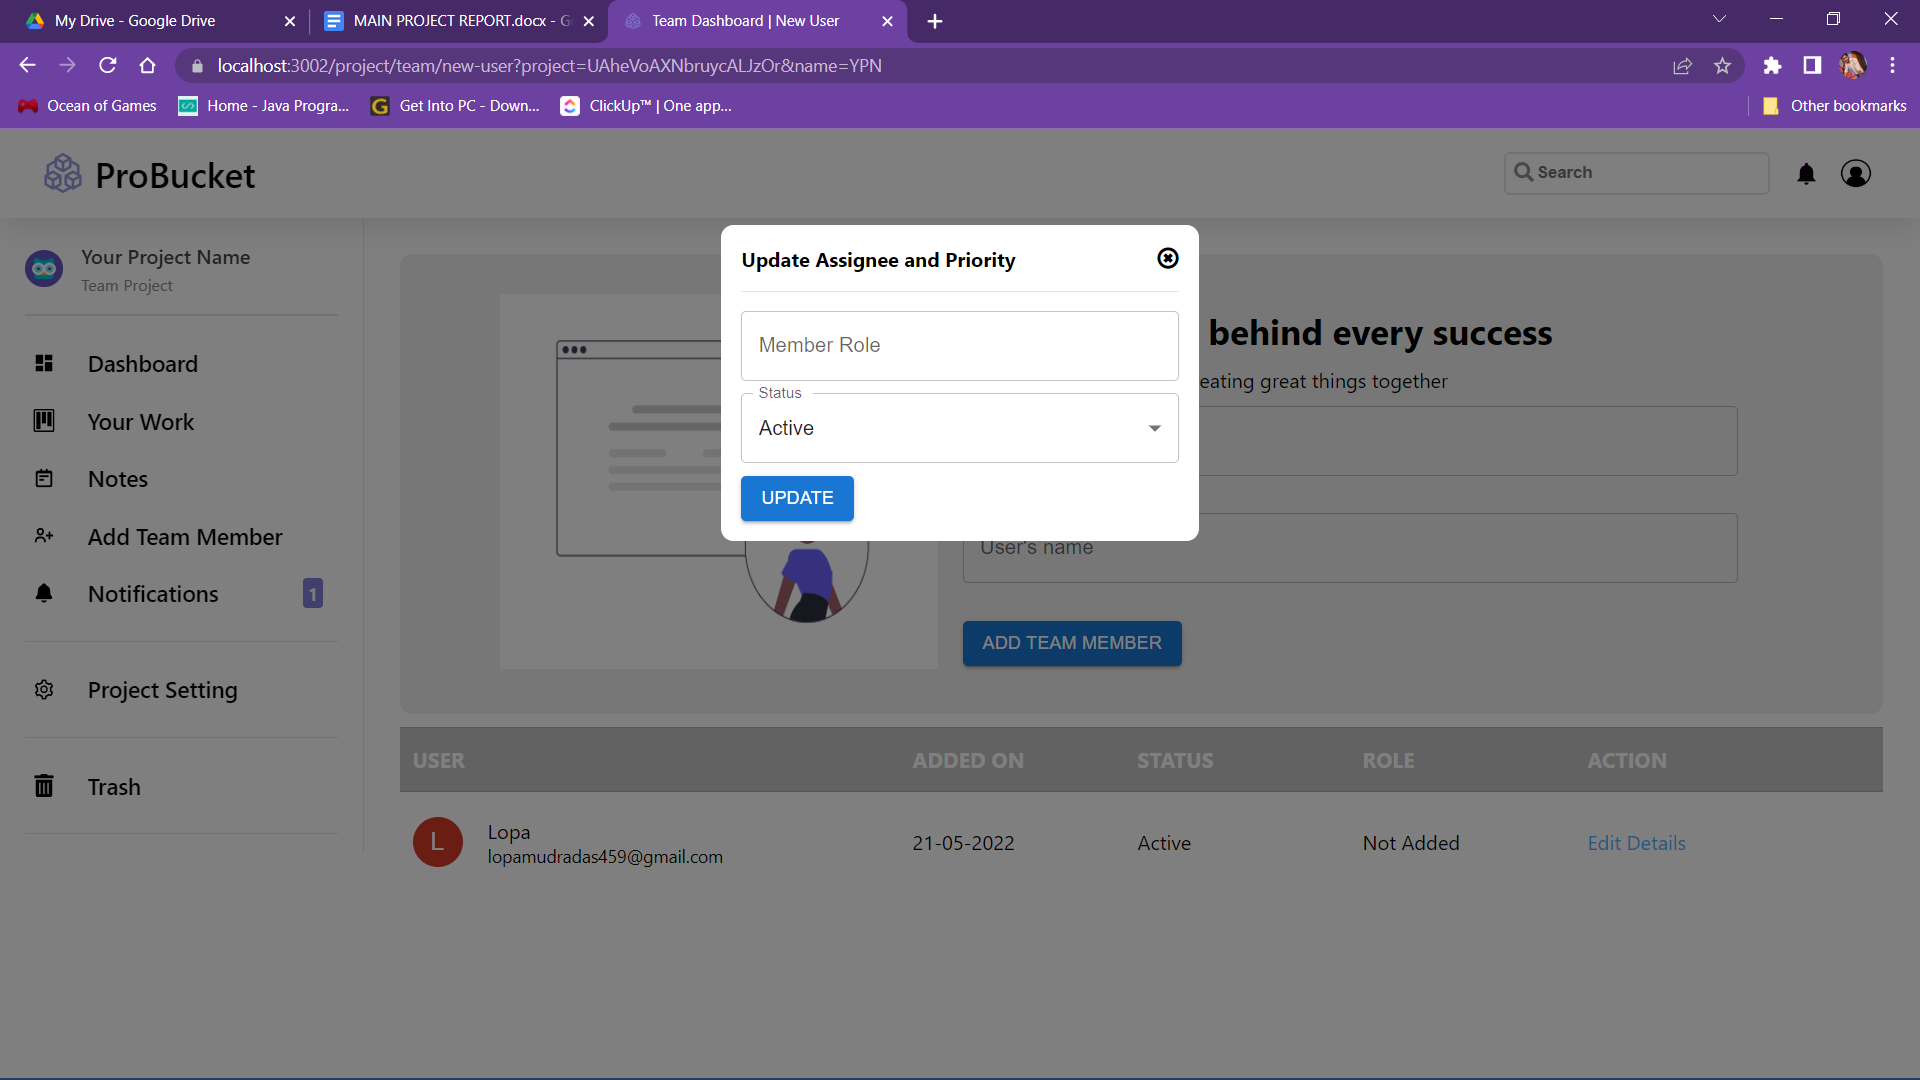 My Drive - Google Drive
MAIN PROJECT REPORT.docx - G
Team Dashboard | New User
localhost:3002/project/team/new-user?project=UAheVoAXNbruycALJzOr&name=YPN
Ocean of Games
Home - Java Progra...
Get Into PC - Down...
ClickUp™ | One app...
Other bookmarks
ProBucket
Search
Your Project Name
Team Project
Dashboard
Your Work
Notes
Add Team Member
Notifications
1
Project Setting
Trash
Update Assignee and Priority
Member Role
Status
Active
UPDATE
behind every success
eating great things together
User's name
ADD TEAM MEMBER
USER ADDED ON STATUS ROLE ACTION
L
Lopa
lopamudradas459@gmail.com
21-05-2022 Active Not Added Edit Details